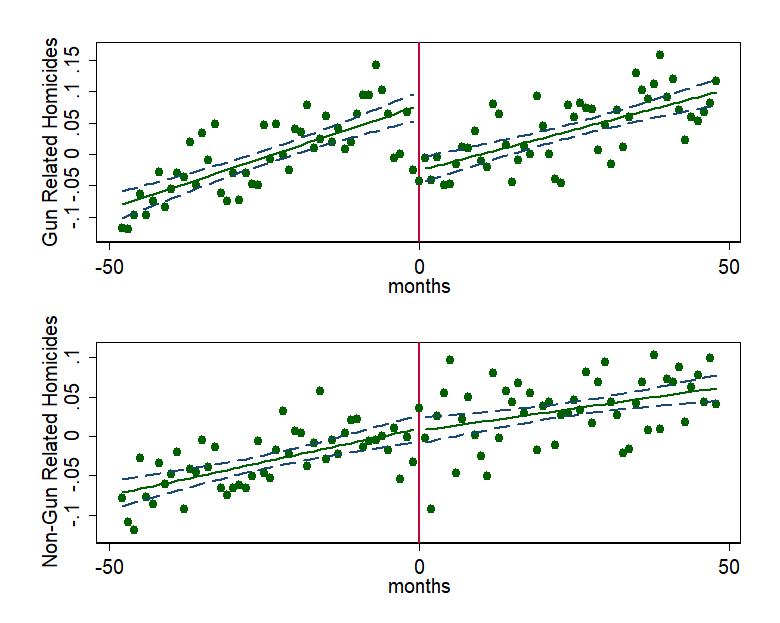 Gun Related Homicides
-.1 -.05 0 .05 .1 .15
-50 0 50
months
Non-Gun Related Homicides
-.1 -.05 0 .05 .1
-50 0 50
months